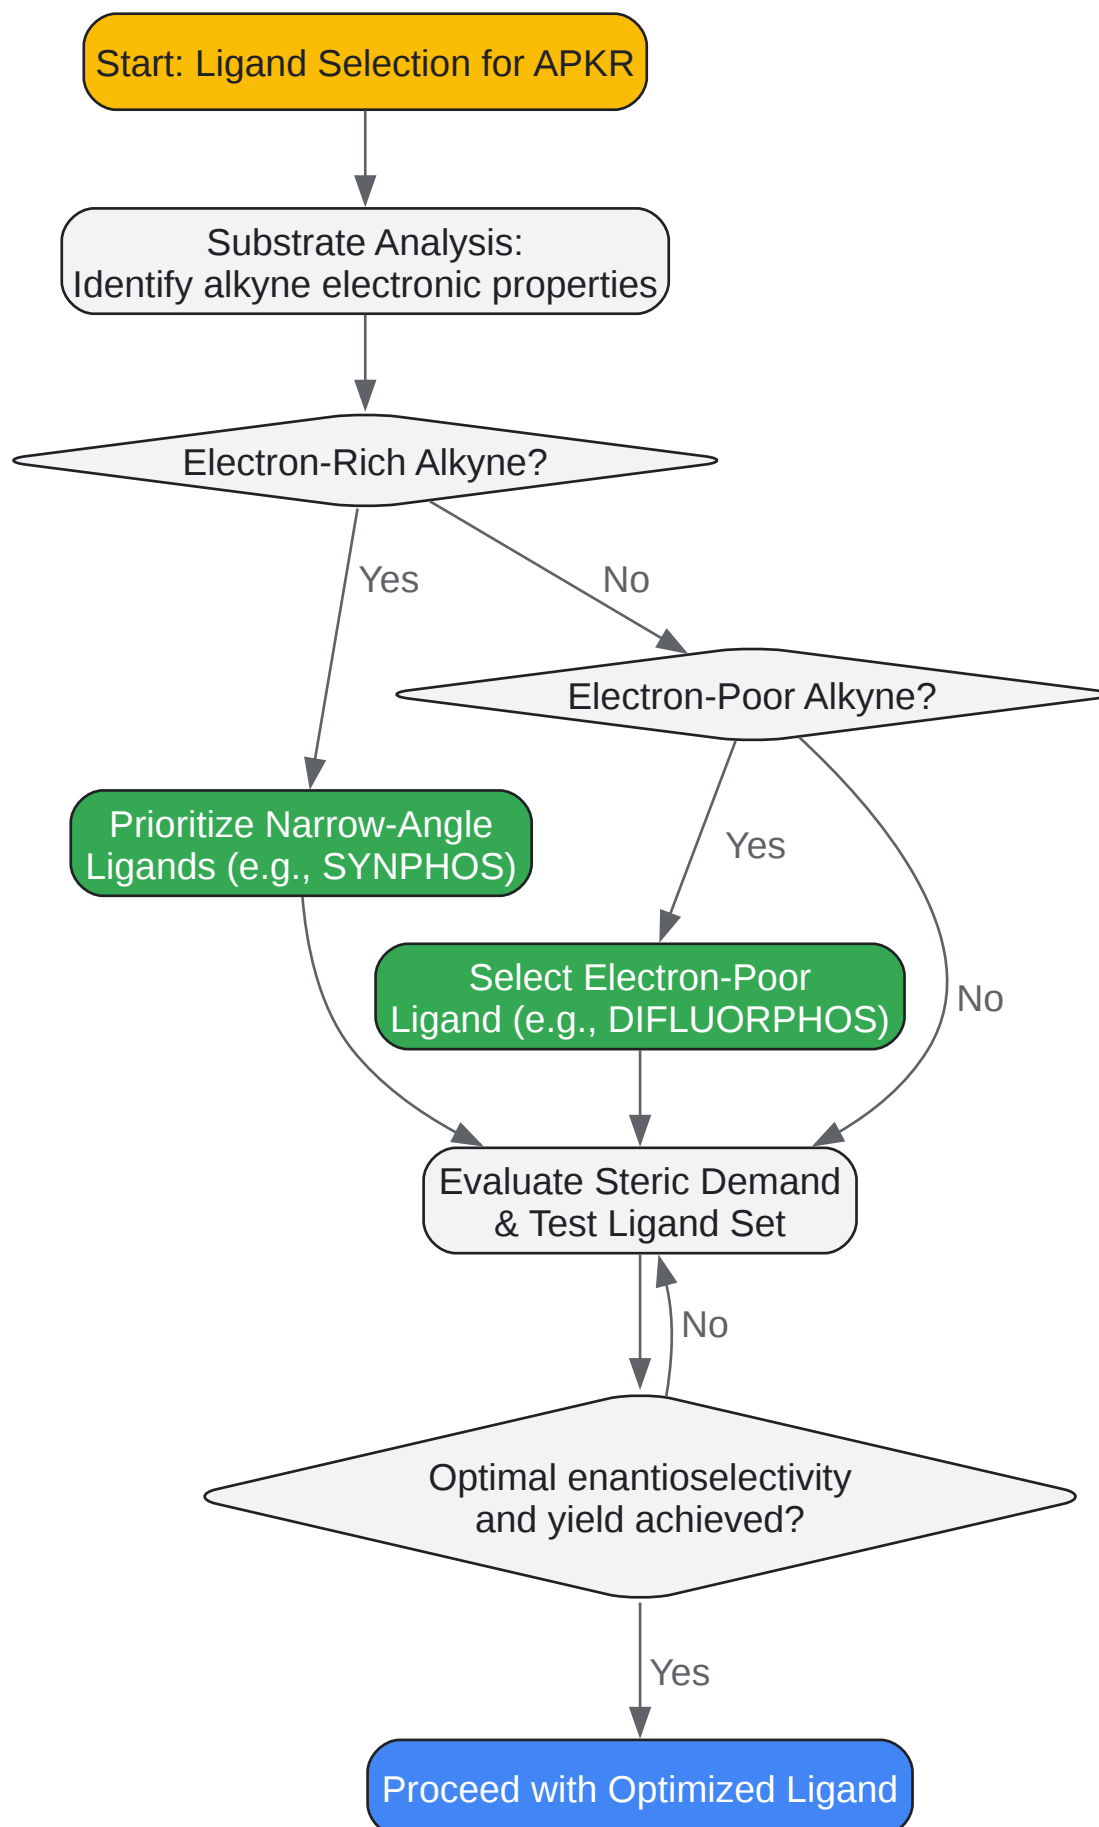 Start: Ligand Selection for APKR
Substrate Analysis:
Identify alkyne electronic properties
Electron-Rich Alkyne?
Yes
No
Electron-Poor Alkyne?
Prioritize Narrow-Angle
Ligands (e.g., SYNPHOS)
Yes
Select Electron-Poor
Ligand (e.g., DIFLUORPHOS)
No
Evaluate Steric Demand
& Test Ligand Set
No
Optimal enantioselectivity
and yield achieved?
Yes
Proceed with Optimized Ligand